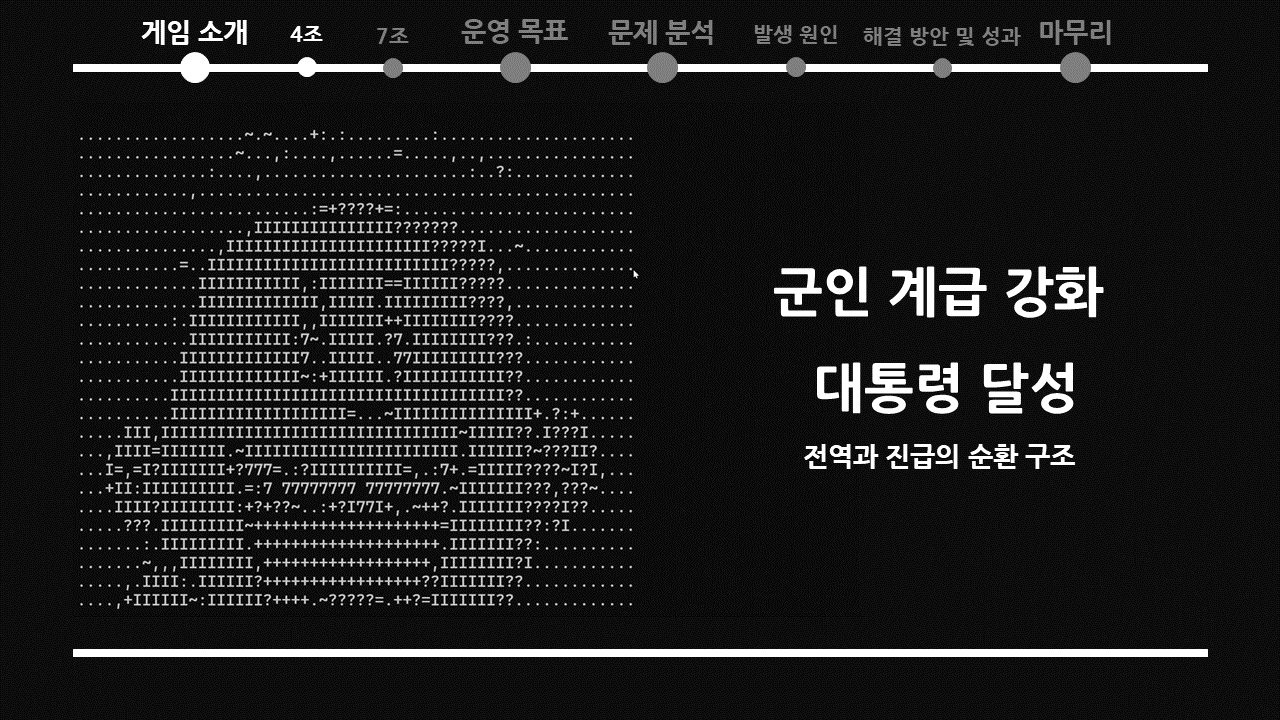 게임 소개 4조 7조 운영 목표 문제 분석 발생 원인 해결 방안 및 성과 마무리
군인 계급 강화
대통령 달성
전역과 진급의 순환 구조